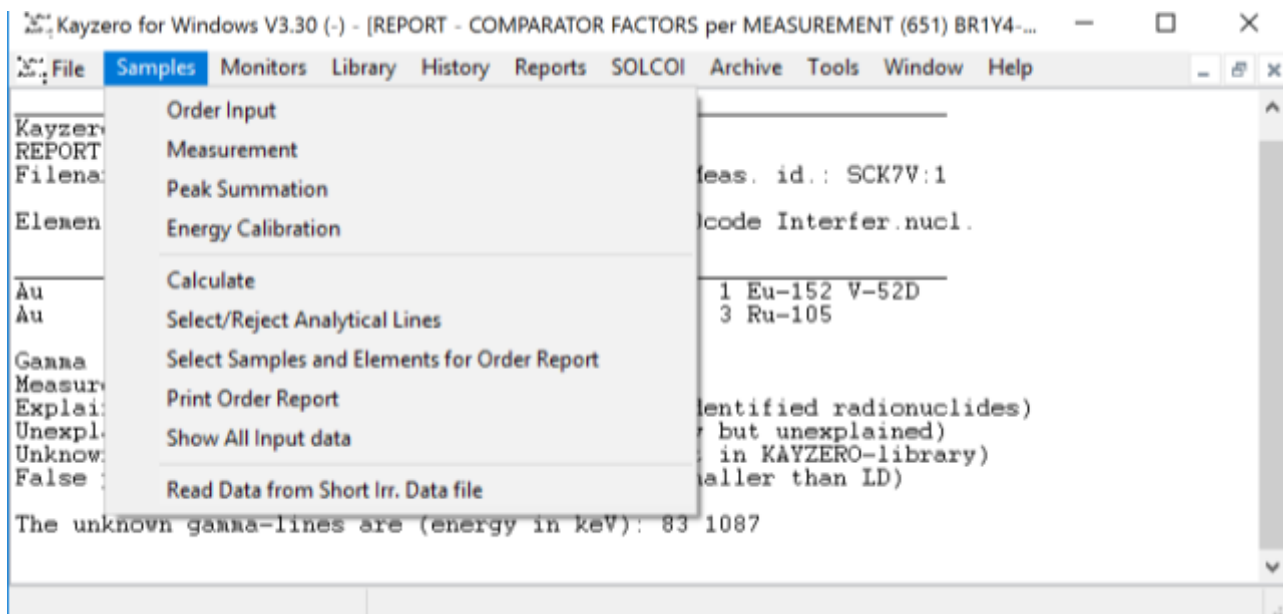 Kayzero for Windows V3.30 (-) - [REPORT - COMPARATOR FACTORS per MEASUREMENT (651) BR1Y4-...
File Samples Monitors Library History Reports SOLCOI Archive Tools Window Help
Order Input
Measurement
Peak Summation
Energy Calibration
Calculate
Select/Reject Analytical Lines
Select Samples and Elements for Order Report
Print Order Report
Show All Input data
Read Data from Short Irr. Data file
Kayzer
REPORT
Filena Meas. id.: SCK7V:1
Elemen code Interfer.nucl.
Au 1 Eu-152 V-52D
Au 3 Ru-105
Gamma
Measur
Explai dentified radionuclides)
Unexpl but unexplained)
Unknow in KAYZERO-library)
False aller than LD)
The unknown gamma-lines are (energy in keV): 83 1087